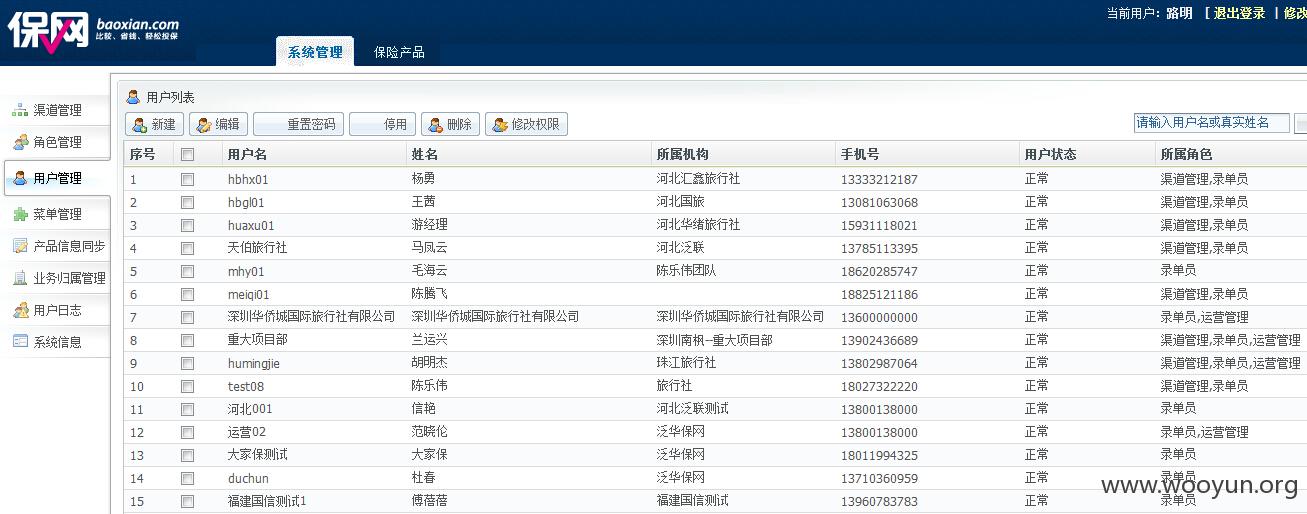 保网 baoxian.com
比较、省钱、轻松投保
当前用户：路明 [ 退出登录 | 修改
系统管理 保险产品
渠道管理
角色管理
用户管理
菜单管理
产品信息同步
业务归属管理
用户日志
系统信息
用户列表
新建 编辑 重置密码 停用 删除 修改权限 请输入用户名或真实姓名
序号 用户名 姓名 所属机构 手机号 用户状态 所属角色
1 hbhx01 杨勇 河北汇鑫旅行社 13333212187 正常 渠道管理,录单员
2 hbgl01 王茜 河北国旅 13081063068 正常 渠道管理,录单员
3 huaxu01 游经理 河北华绪旅行社 15931118021 正常 渠道管理,录单员
4 天伯旅行社 马凤云 河北泛联 13785113395 正常 渠道管理,录单员
5 mhy01 毛海云 陈乐伟团队 18620285747 正常 录单员
6 meiqi01 陈腾飞 18825121186 正常 渠道管理,录单员
7 深圳华侨城国际旅行社有限公司 深圳华侨城国际旅行社有限公司 深圳华侨城国际旅行社有限公司 13600000000 正常 录单员,运营管理
8 重大项目部 兰运兴 深圳南枫--重大项目部 13902436689 正常 渠道管理,录单员,运营管理
9 humingjie 胡明杰 珠江旅行社 13802987064 正常 渠道管理,录单员,运营管理
10 test08 陈乐伟 旅行社 18027322220 正常 渠道管理,录单员
11 河北001 信艳 河北泛联测试 13800138000 正常 录单员
12 运营02 范晓伦 泛华保网 13800138000 正常 录单员,运营管理
13 大家保测试 大家保 泛华保网 18011994325 正常 录单员
14 duchun 杜春 泛华保网 13710360959 正常 录单员
15 福建国信测试1 傅蓓蓓 福建国信测试 13960783783 正常 录单员
www.wooyun.org